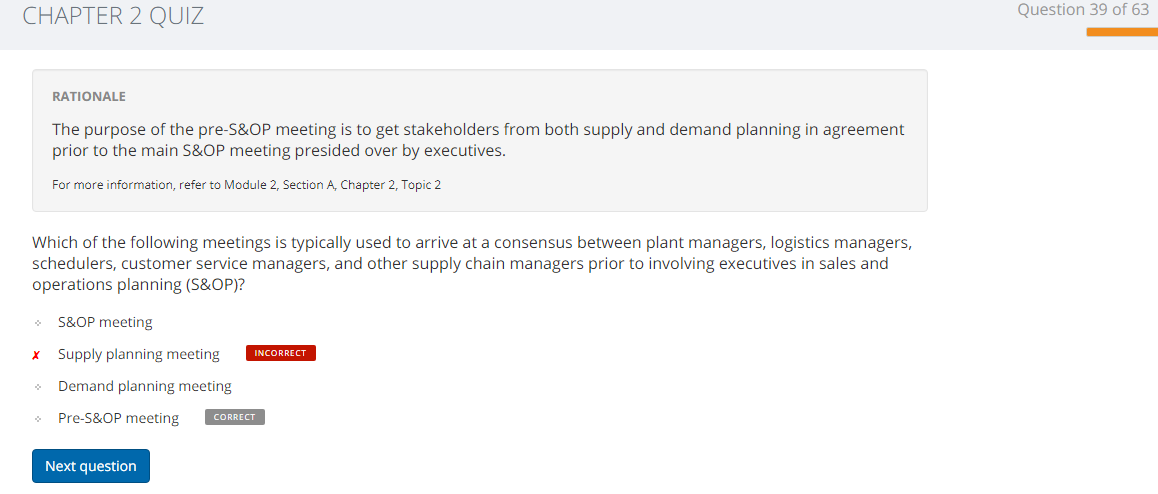 CHAPTER 2 QUIZ
Question 39 of 63
RATIONALE
The purpose of the pre-S&OP meeting is to get stakeholders from both supply and demand planning in agreement
prior to the main S&OP meeting presided over by executives.
For more information, refer to Module 2, Section A, Chapter 2, Topic 2
Which of the following meetings is typically used to arrive at a consensus between plant managers, logistics managers,
schedulers, customer service managers, and other supply chain managers prior to involving executives in sales and
operations planning (S&OP)?
S&OP meeting
✗ Supply planning meeting INCORRECT
Demand planning meeting
Pre-S&OP meeting CORRECT
Next question